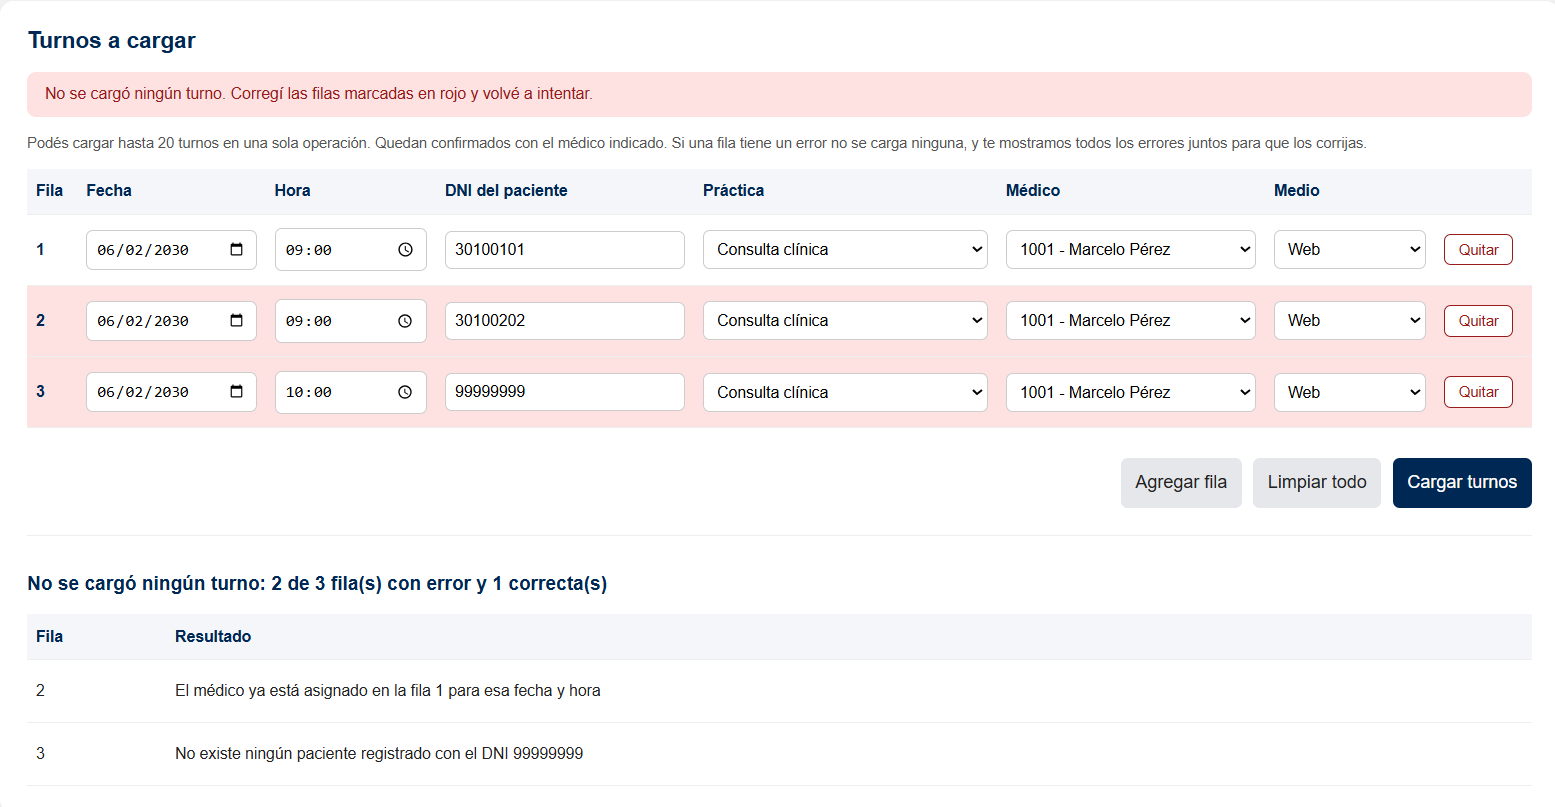 Turnos a cargar
No se cargó ningún turno. Corregí las filas marcadas en rojo y volvé a intentar.
Podés cargar hasta 20 turnos en una sola operación. Quedan confirmados con el médico indicado. Si una fila tiene un error no se carga ninguna, y te mostramos todos los errores juntos para que los corrijas.
Fila Fecha Hora DNI del paciente Práctica Médico Medio
1 06/02/2030 09:00 30100101 Consulta clínica 1001 - Marcelo Pérez Web Quitar
2 06/02/2030 09:00 30100202 Consulta clínica 1001 - Marcelo Pérez Web Quitar
3 06/02/2030 10:00 99999999 Consulta clínica 1001 - Marcelo Pérez Web Quitar
Agregar fila Limpiar todo Cargar turnos
No se cargó ningún turno: 2 de 3 fila(s) con error y 1 correcta(s)
Fila Resultado
2 El médico ya está asignado en la fila 1 para esa fecha y hora
3 No existe ningún paciente registrado con el DNI 99999999